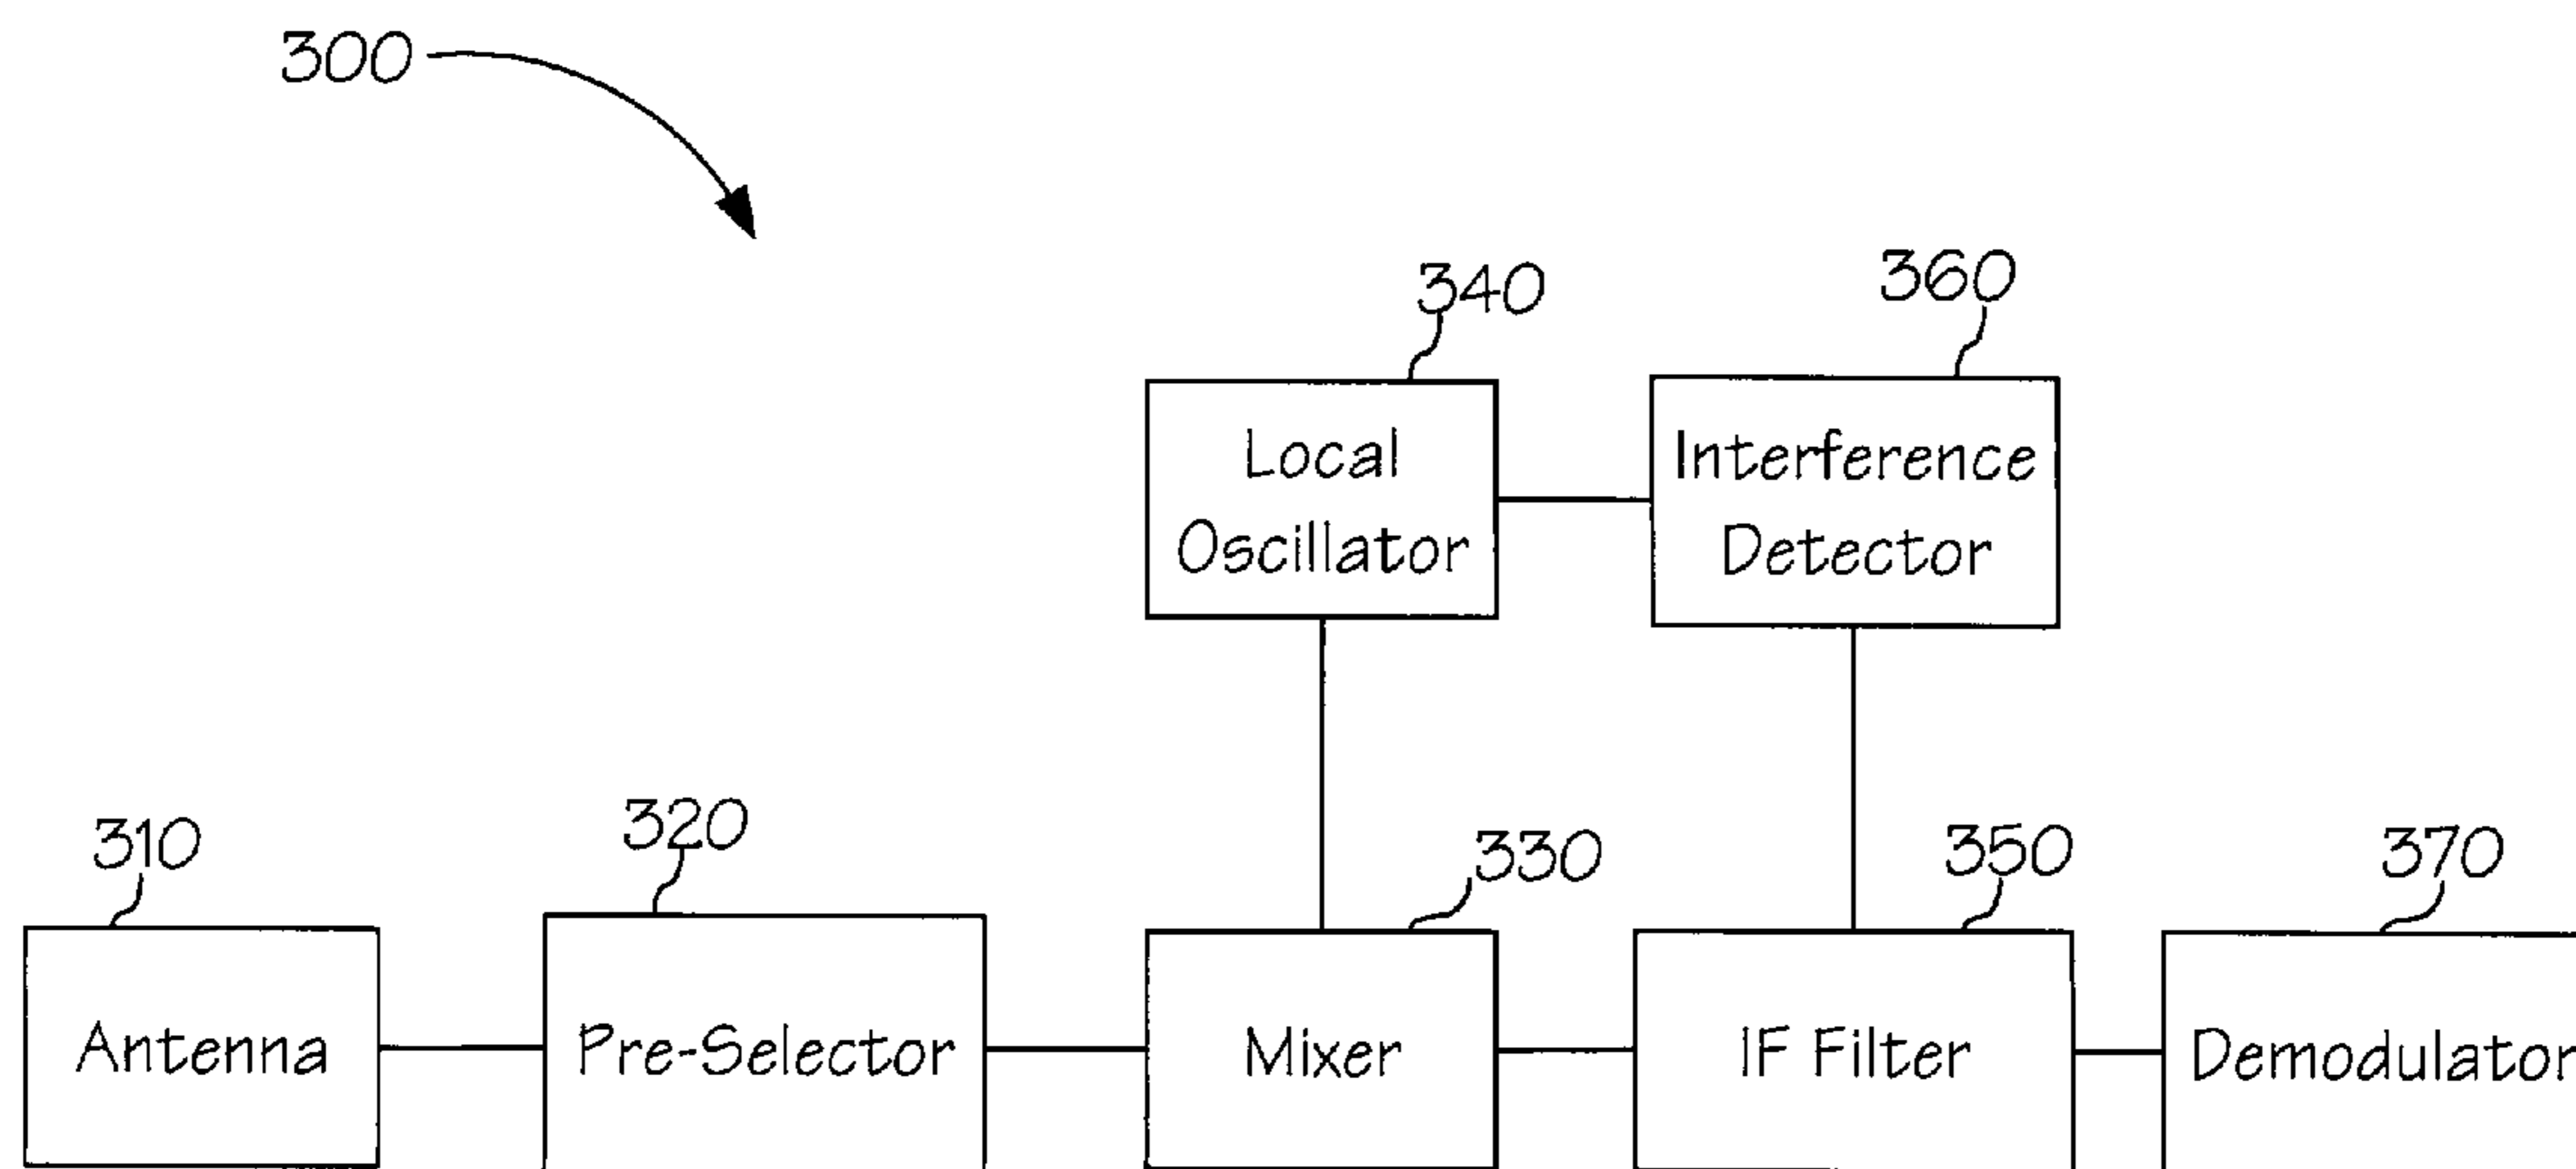 300
340
360
Local
Oscillator
Interference
Detector
310
320
330
350
370
Antenna
Pre-Selector
Mixer
IF Filter
Demodulator